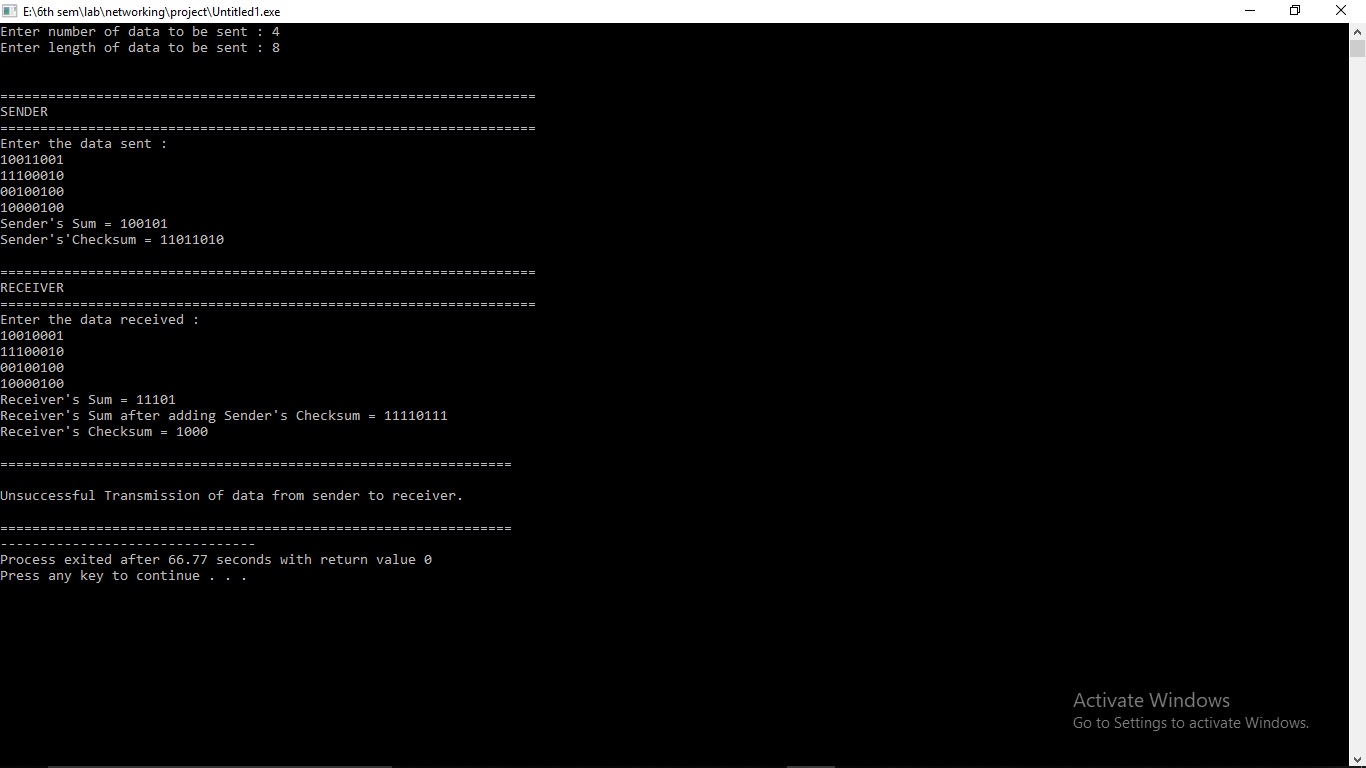 E:\6th sem\lab\networking\project\Untitled1.exe
Enter number of data to be sent : 4
Enter length of data to be sent : 8
===================================================================
SENDER
===================================================================
Enter the data sent :
10011001
11100010
00100100
10000100
Sender's Sum = 100101
Sender's'Checksum = 11011010
===================================================================
RECEIVER
===================================================================
Enter the data received :
10010001
11100010
00100100
10000100
Receiver's Sum = 11101
Receiver's Sum after adding Sender's Checksum = 11110111
Receiver's Checksum = 1000
================================================================
Unsuccessful Transmission of data from sender to receiver.
================================================================
--------------------------------
Process exited after 66.77 seconds with return value 0
Press any key to continue . . .
Activate Windows
Go to Settings to activate Windows.